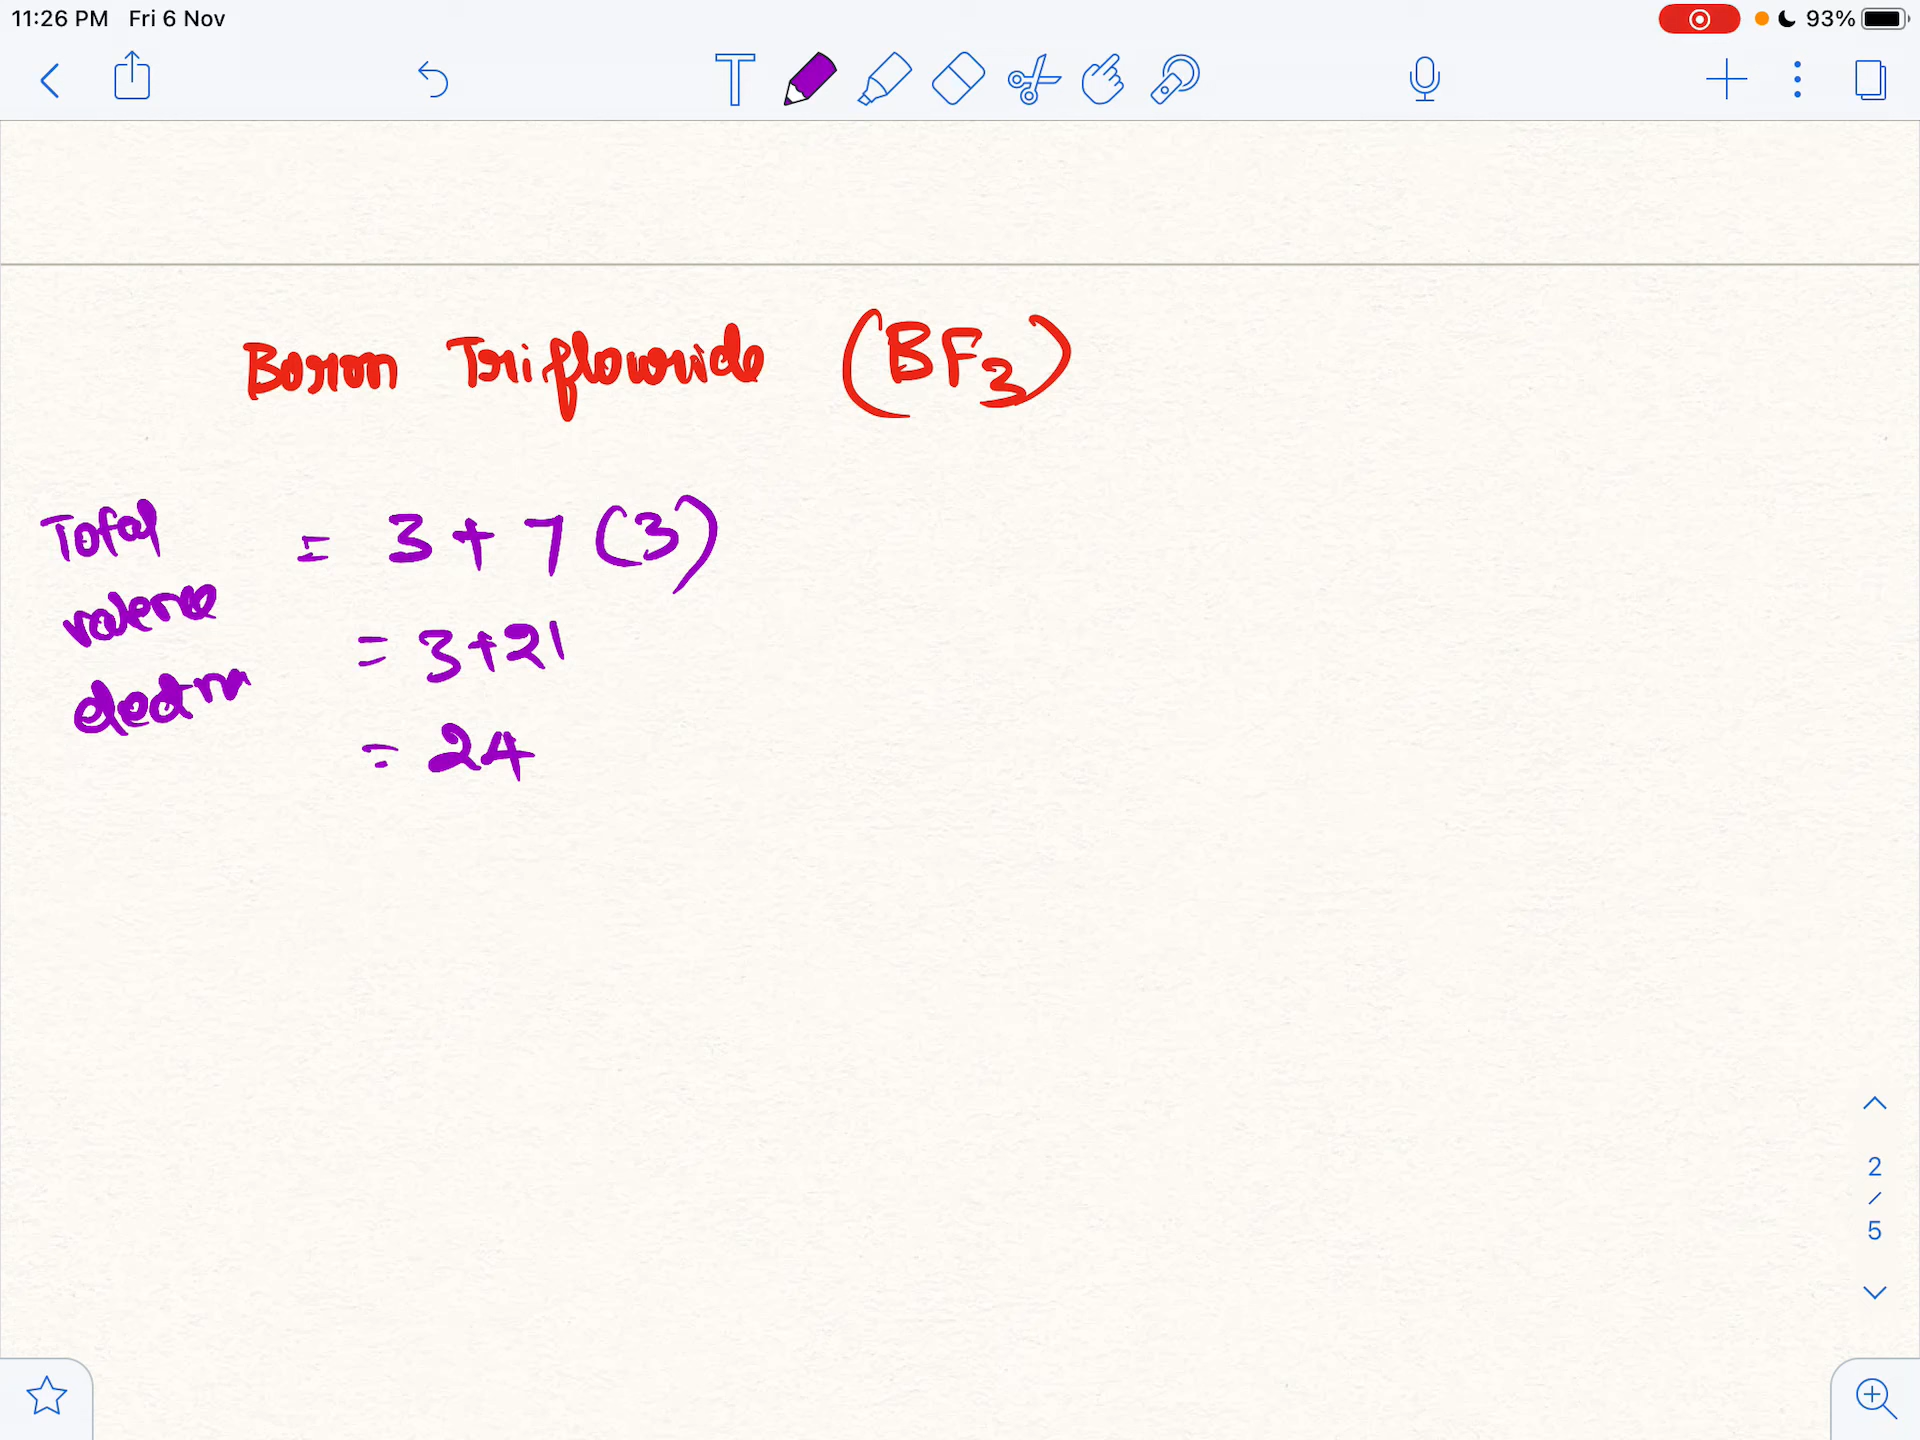 11:26 PM Fri 6 Nov 93%
T
Boron Triflouride (BF3)
Total = 3 + 7 (3)
valence = 3+21
electron = 24
2
/
5